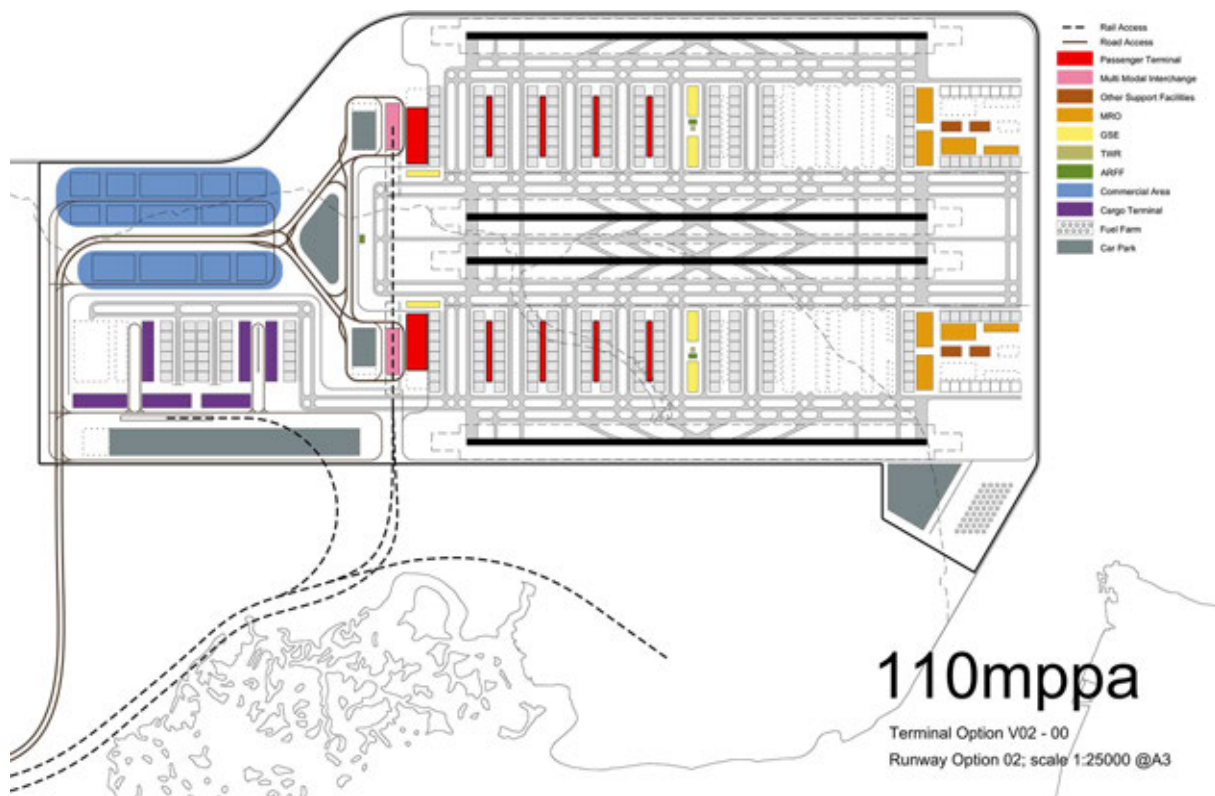 Rail Access
Road Access
Passenger Terminal
Multi Modal Interchange
Other Support Facilities
MRO
GSE
TWR
ARFF
Commercial Area
Cargo Terminal
Fuel Farm
Car Park
110mppa
Terminal Option V02 - 00
Runway Option 02; scale 1:25000 @A3